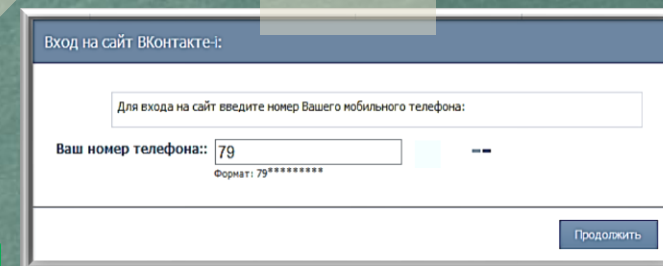 Вход на сайт ВКонтакте-i:
Для входа на сайт введите номер Вашего мобильного телефона:
Ваш номер телефона:: 79
Формат: 79*********
Продолжить